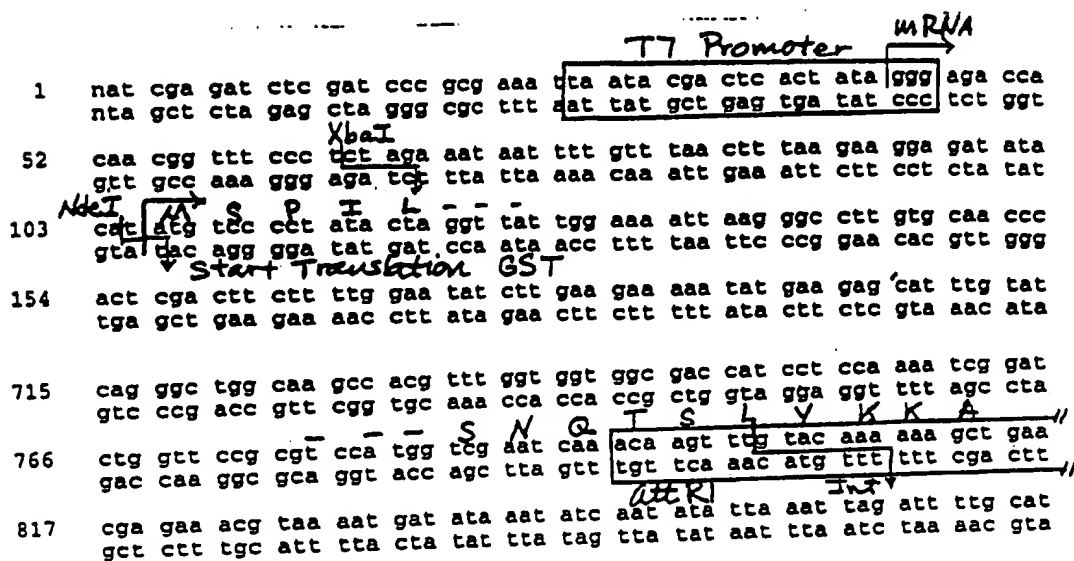 T7 Promoter mRNA
1 nat cga gat ctc gat ccc gcg aaa tta ata cga ctc act ata ggg aga cca
nta gct cta gag cta ggg cgc ttt aat tat gct gag tga tat ccc tct ggt
XbaI
52 caa cgg ttt ccc tct aga aat aat ttt gtt taa ctt taa gaa gga gat ata
gtt gcc aaa ggg aga tct tta tta aaa caa att gaa att ctt cct cta tat
NdeI M S P I L - - -
103 cat atg tcc cct ata cta ggt tat tgg aaa att aag ggc ctt gtg caa ccc
gta tac agg gga tat gat cca ata acc ttt taa ttc ccg gaa cac gtt ggg
Start Translation GST
154 act cga ctt ctt ttg gaa tat ctt gaa gaa aaa tat gaa gag cat ttg tat
tga gct gaa gaa aac ctt ata gaa ctt ctt ttt ata ctt ctc gta aac ata
715 cag ggc tgg caa gcc acg ttt ggt ggt ggc gac cat cct cca aaa tcg gat
gtc ccg acc gtt cgg tgc aaa cca cca ccg ctg gta gga ggt ttt agc cta
- - - S N Q T S L Y K K A
766 ctg gtt ccg cgt cca tgg tcg aat caa aca agt ttg tac aaa aaa gct gaa
gac caa ggc gca ggt acc agc tta gtt tgt tca aac atg ttt ttt cga ctt
attR1 Int
817 cga gaa acg taa aat gat ata aat atc aat ata tta aat tag att ttg cat
gct ctt tgc att tta cta tat tta tag tta tat aat tta atc taa aac gta